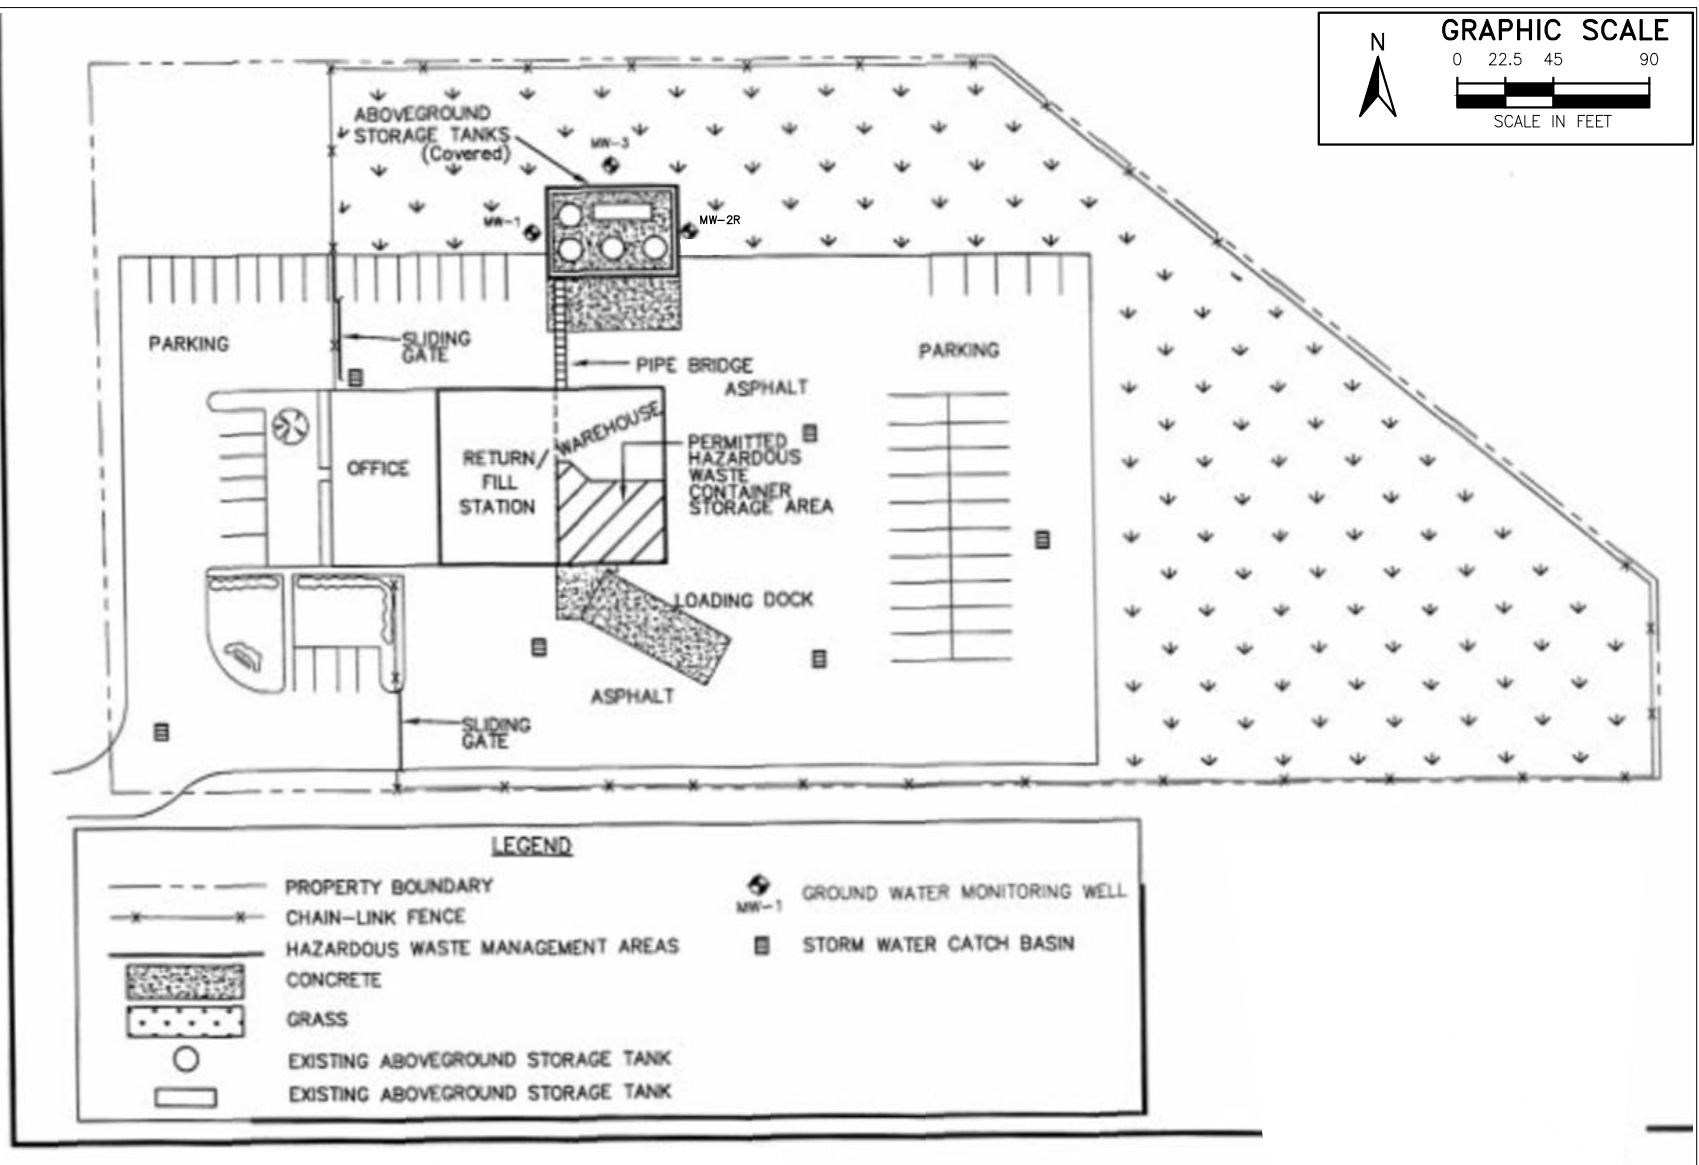 GRAPHIC SCALE
N
0 22.5 45 90
SCALE IN FEET
ABOVEGROUND
STORAGE TANKS
(Covered)
MW-3
MW-1
MW-2R
PARKING
SLIDING
GATE
PARKING
PIPE BRIDGE
ASPHALT
WAREHOUSE
OFFICE
RETURN/
FILL
STATION
PERMITTED
HAZARDOUS
WASTE
CONTAINER
STORAGE AREA
LOADING DOCK
ASPHALT
SLIDING
GATE
LEGEND
PROPERTY BOUNDARY
CHAIN-LINK FENCE
HAZARDOUS WASTE MANAGEMENT AREAS
CONCRETE
GRASS
EXISTING ABOVEGROUND STORAGE TANK
EXISTING ABOVEGROUND STORAGE TANK
MW-1
GROUND WATER MONITORING WELL
STORM WATER CATCH BASIN